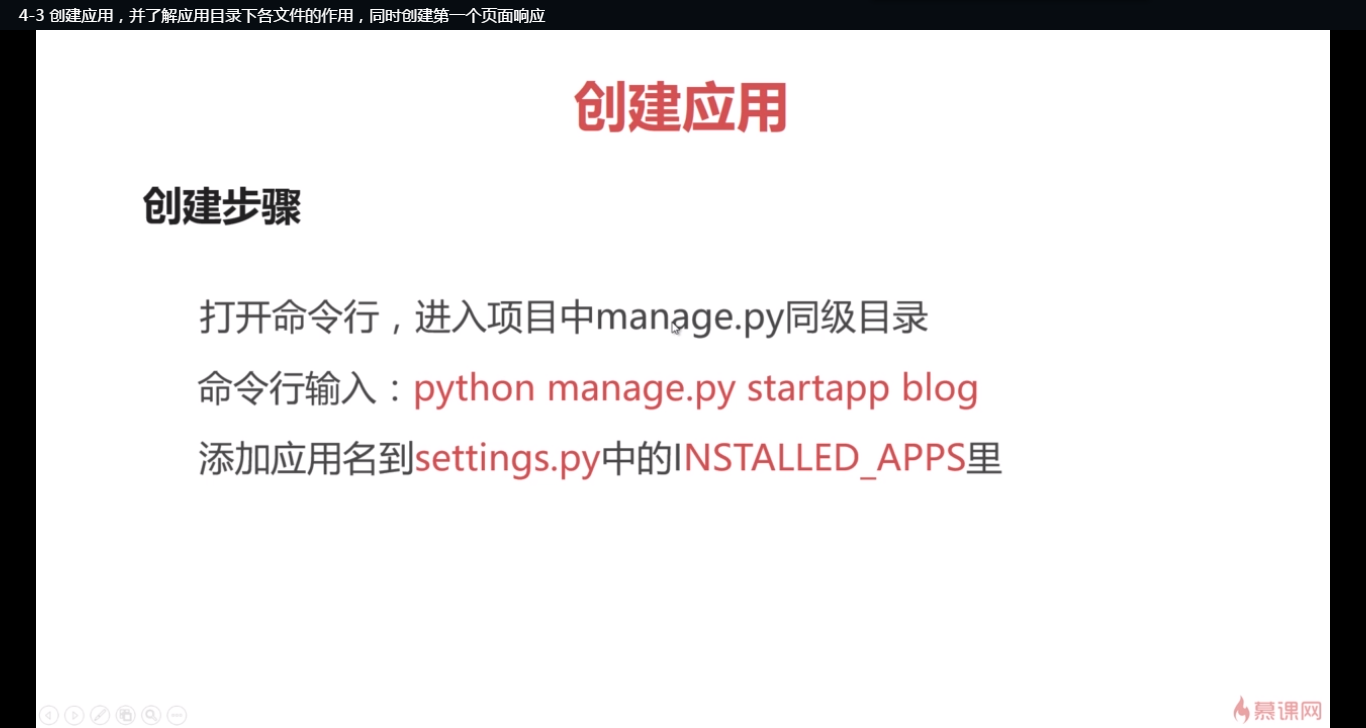 4-3 创建应用，并了解应用目录下各文件的作用，同时创建第一个页面响应
创建应用
创建步骤
打开命令行，进入项目中manage.py同级目录
命令行输入：python manage.py startapp blog
添加应用名到settings.py中的INSTALLED_APPS里
慕课网